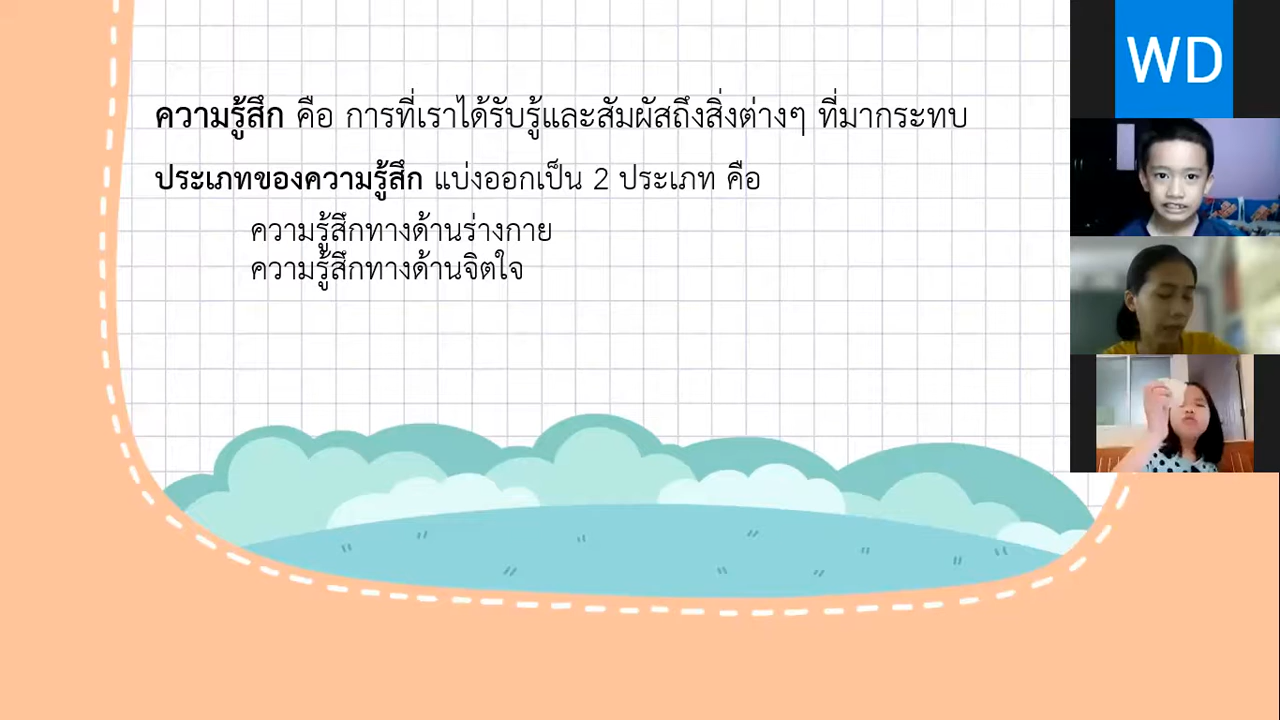 ความรู้สึก คือ การที่เราได้รับรู้และสัมผัสถึงสิ่งต่างๆ ที่มากระทบ
ประเภทของความรู้สึก แบ่งออกเป็น 2 ประเภท คือ
ความรู้สึกทางด้านร่างกาย
ความรู้สึกทางด้านจิตใจ
WD